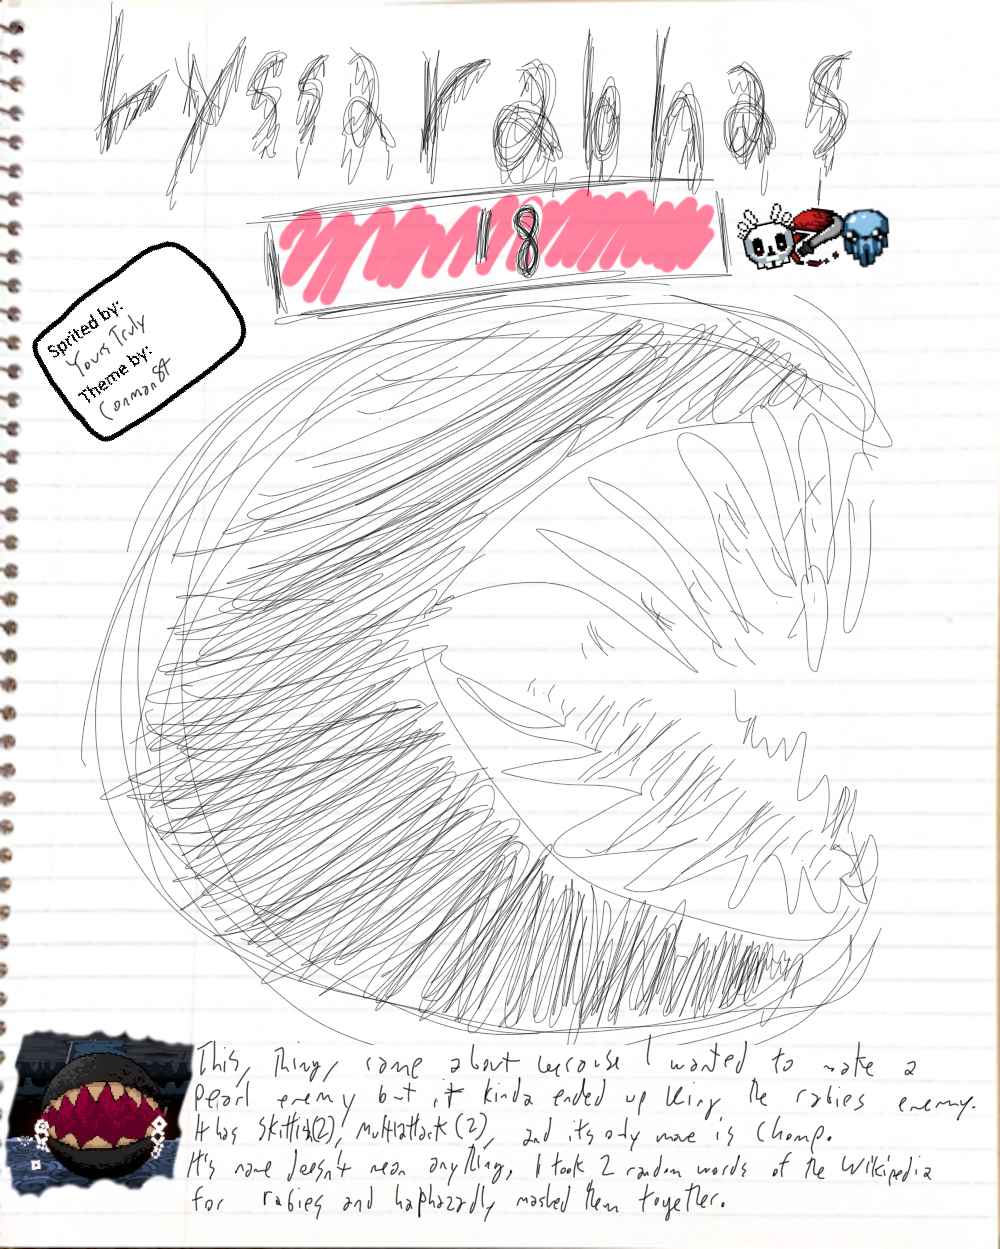 Lyssarabhas
18
Sprited by:
Yours Truly
Theme by:
Conman84
This, thing, came about because I wanted to make a
Pearl enemy but it kinda ended up being the rabies enemy.
It has Skittish(2), Multiattack (2), and its only move is Chomp.
It's name doesn't mean anything, I took 2 random words of the Wikipedia
for rabies and haphazardly mashed them together.